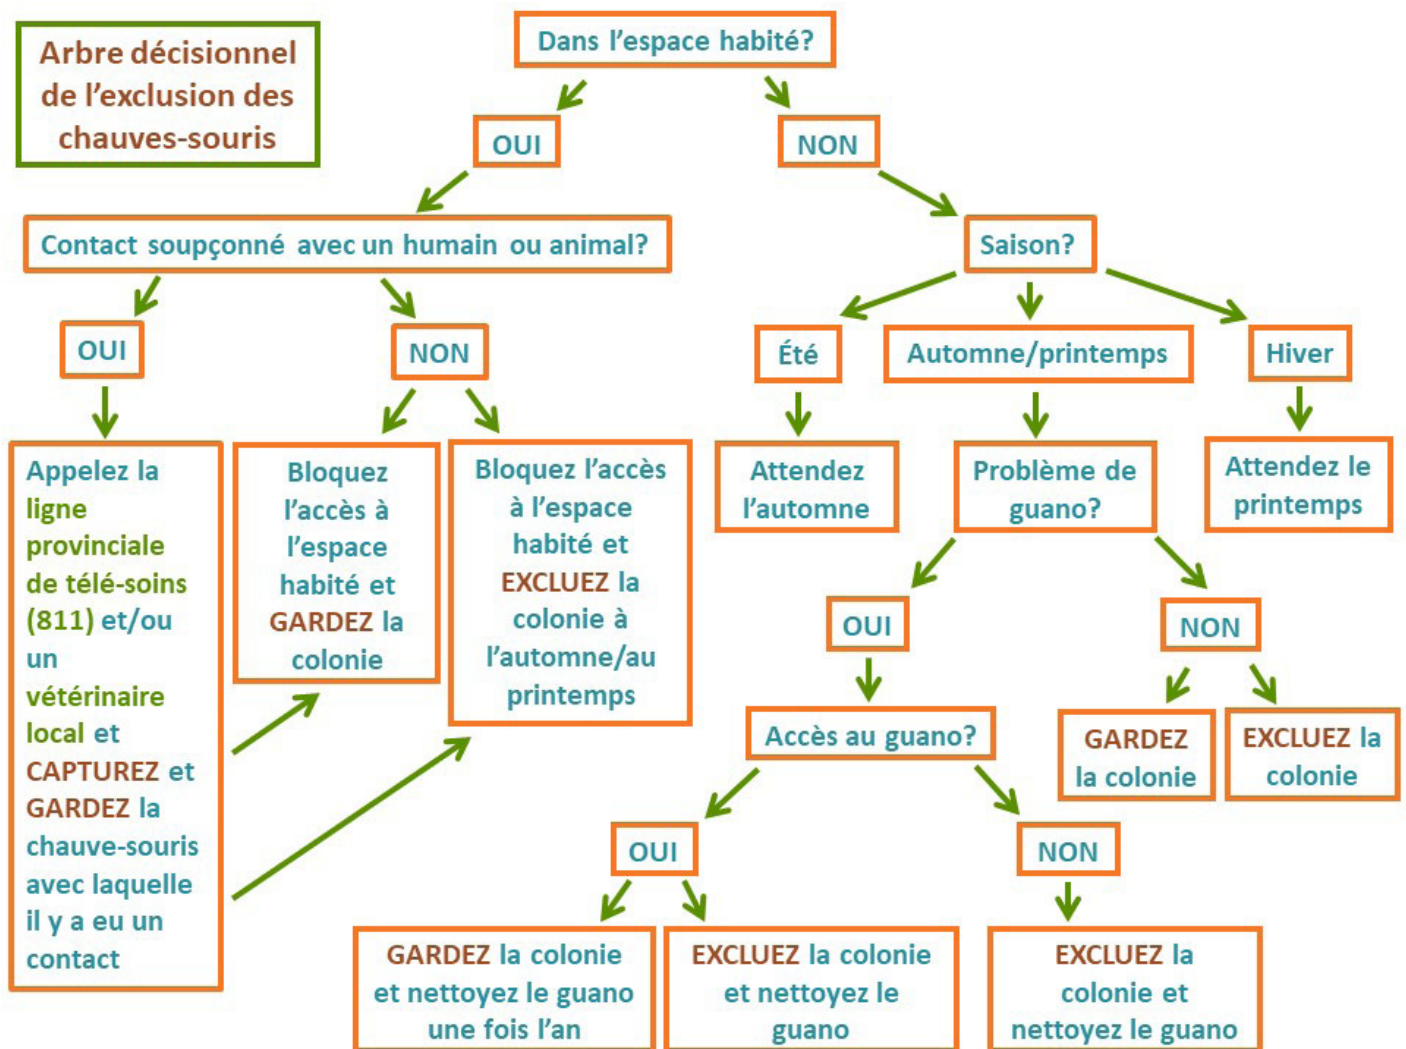 Arbre décisionnel
de l'exclusion des
chauves-souris
Dans l'espace habité?
OUI
NON
Contact soupçonné avec un humain ou animal?
Saison?
OUI
NON
Été
Automne/printemps
Hiver
Appelez la
ligne
provinciale
de télé-soins
(811) et/ou
un
vétérinaire
local et
CAPTUREZ et
GARDEZ la
chauve-souris
avec laquelle
il y a eu un
contact
Bloquez
l'accès à
l'espace
habité et
GARDEZ la
colonie
Bloquez l'accès
à l'espace
habité et
EXCLUEZ la
colonie à
l'automne/au
printemps
Attendez
l'automne
Problème de
guano?
Attendez le
printemps
OUI
NON
Accès au guano?
GARDEZ
la colonie
EXCLUEZ la
colonie
OUI
NON
GARDEZ la colonie
et nettoyez le guano
une fois l'an
EXCLUEZ la colonie
et nettoyez le
guano
EXCLUEZ la
colonie et
nettoyez le guano